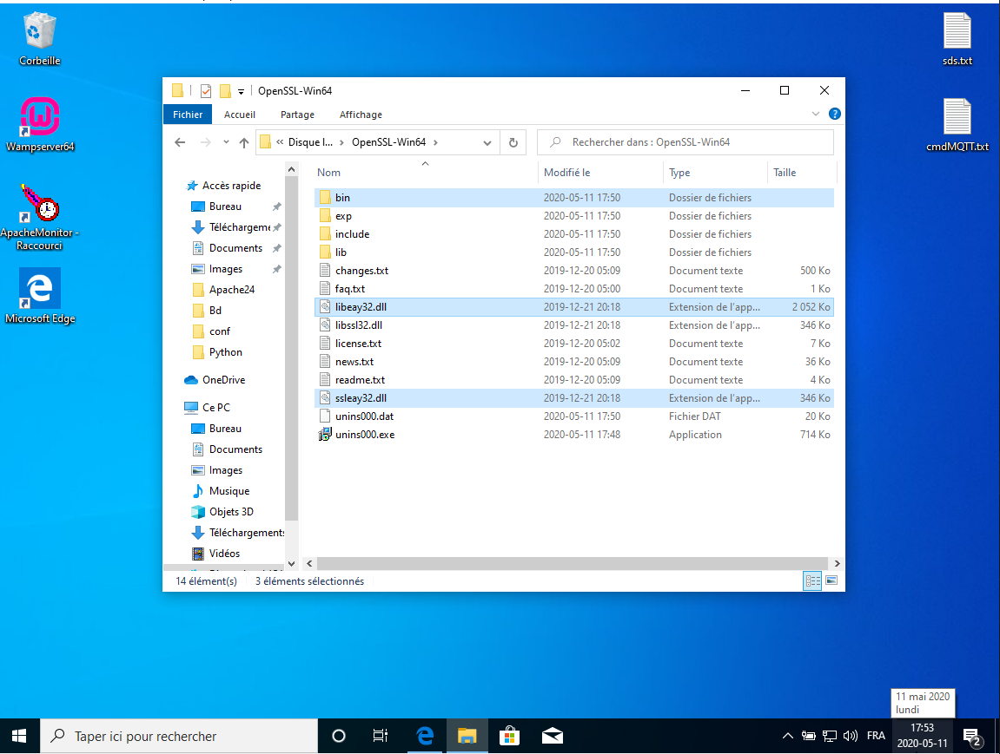 Corbeille
Wampserver64
ApacheMonitor -
Raccourci
Microsoft Edge
sds.txt
cmdMQTT.txt
OpenSSL-Win64
Fichier Accueil Partage Affichage
« Disque l... › OpenSSL-Win64 ›
Rechercher dans : OpenSSL-Win64
Accès rapide
Bureau
Téléchargeme
Documents
Images
Apache24
Bd
conf
Python
OneDrive
Ce PC
Bureau
Documents
Images
Musique
Objets 3D
Téléchargements
Vidéos
Nom Modifié le Type Taille
bin 2020-05-11 17:50 Dossier de fichiers
exp 2020-05-11 17:50 Dossier de fichiers
include 2020-05-11 17:50 Dossier de fichiers
lib 2020-05-11 17:50 Dossier de fichiers
changes.txt 2019-12-20 05:09 Document texte 500 Ko
faq.txt 2019-12-20 05:00 Document texte 1 Ko
libeay32.dll 2019-12-21 20:18 Extension de l'app... 2 052 Ko
libssl32.dll 2019-12-21 20:18 Extension de l'app... 346 Ko
license.txt 2019-12-20 05:02 Document texte 7 Ko
news.txt 2019-12-20 05:09 Document texte 36 Ko
readme.txt 2019-12-20 05:09 Document texte 4 Ko
ssleay32.dll 2019-12-21 20:18 Extension de l'app... 346 Ko
unins000.dat 2020-05-11 17:50 Fichier DAT 20 Ko
unins000.exe 2020-05-11 17:48 Application 714 Ko
14 élément(s) 3 éléments sélectionnés
11 mai 2020
lundi
Taper ici pour rechercher
FRA
17:53
2020-05-11
2